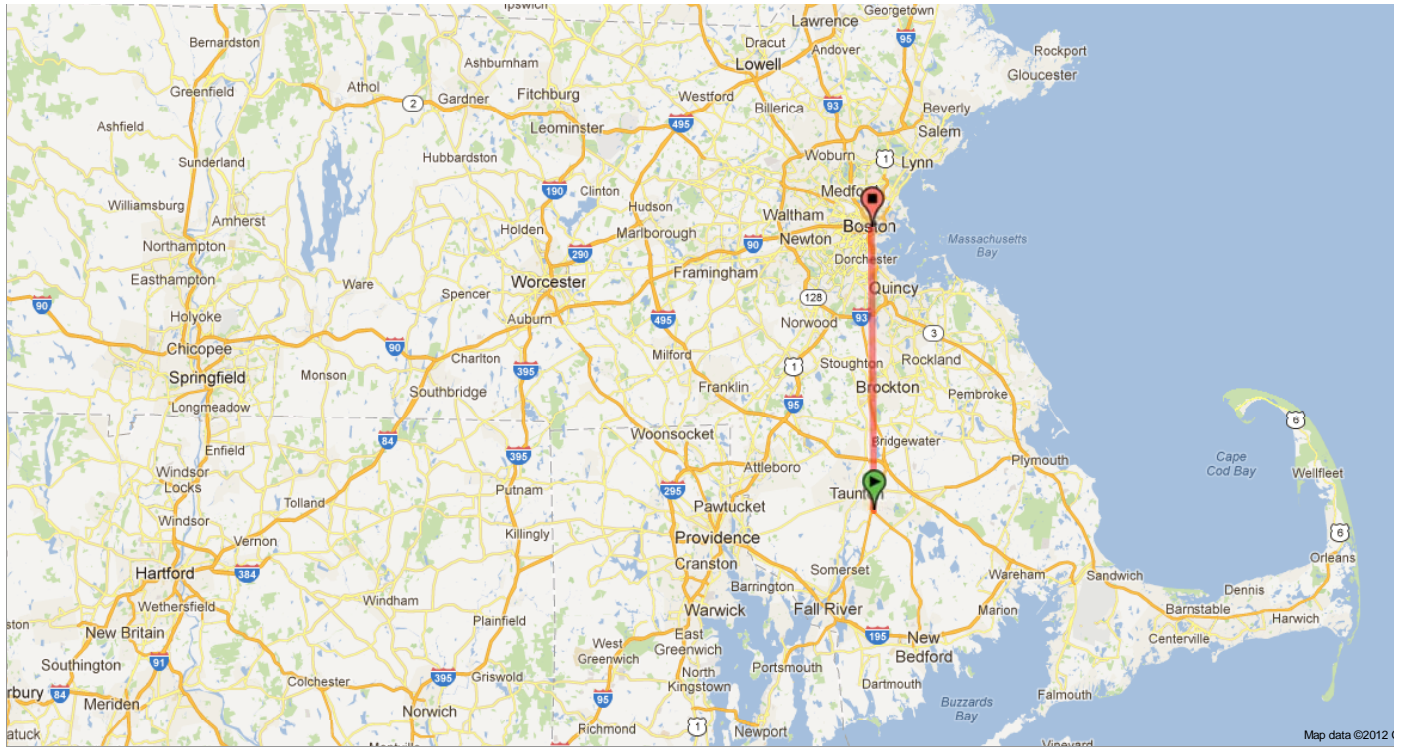 Ipswich
Georgetown
Lawrence
95
Bernardston
Dracut
Andover
Rockport
Ashburnham
Lowell
Gloucester
Athol
Greenfield
Fitchburg
Westford
2
Gardner
Billerica
93
Beverly
Ashfield
Leominster
495
Salem
Sunderland
Hubbardston
Woburn
1
Lynn
Williamsburg
190
Clinton
Medford
Amherst
Hudson
Waltham
Holden
Marlborough
Boston
Northampton
290
90
Newton
Massachusetts
Bay
Easthampton
Ware
Worcester
Framingham
Dorchester
90
Spencer
128
Quincy
Holyoke
Auburn
495
Norwood
93
3
Chicopee
90
Charlton
Milford
Stoughton
Rockland
Springfield
Monson
395
1
Southbridge
Franklin
Brockton
Pembroke
Longmeadow
95
6
Enfield
84
Woonsocket
Bridgewater
Windsor
Locks
395
Attleboro
Plymouth
Cape
Cod Bay
Wellfleet
Tolland
Putnam
295
Pawtucket
Taunton
Windsor
Vernon
Killingly
Providence
6
Hartford
384
Cranston
Somerset
Wareham
Sandwich
Orleans
Wethersfield
Windham
Barrington
Dennis
Plainfield
Warwick
Fall River
Marion
Barnstable
Harwich
ston
New Britain
West
Greenwich
East
Greenwich
195
New
Bedford
Centerville
Southington
91
395
Griswold
North
Kingstown
Portsmouth
rbury
84
Colchester
95
Dartmouth
Falmouth
Meriden
Norwich
Buzzards
Bay
atuck
Richmond
1
Newport
Vineyard
Map data ©2012